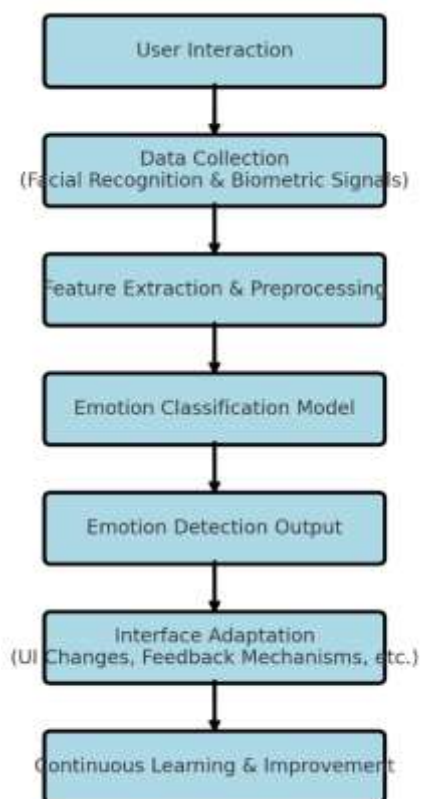 User Interaction
Data Collection
(Facial Recognition & Biometric Signals)
Feature Extraction & Preprocessing
Emotion Classification Model
Emotion Detection Output
Interface Adaptation
(UI Changes, Feedback Mechanisms, etc.)
Continuous Learning & Improvement